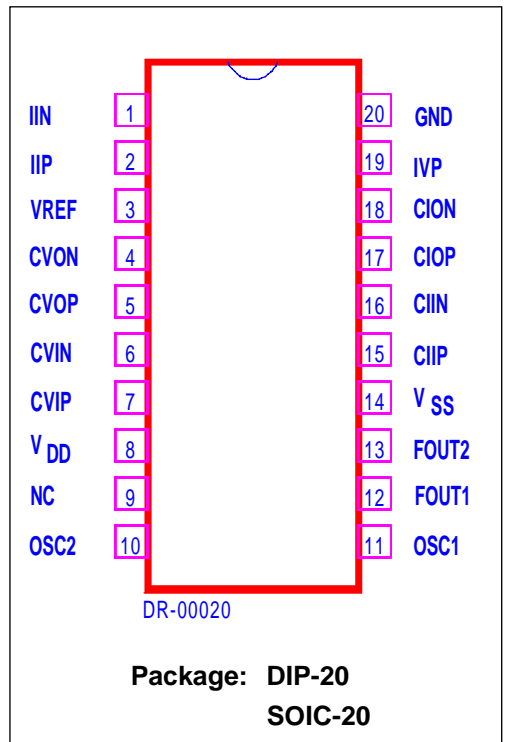 IIN 1 20 GND
IIP 2 19 IVP
VREF 3 18 CION
CVON 4 17 CIOP
CVOP 5 16 CIIN
CVIN 6 15 CIIP
CVIP 7 14 V SS
V DD 8 13 FOUT2
NC 9 12 FOUT1
OSC2 10 11 OSC1
DR-00020
Package: DIP-20
SOIC-20